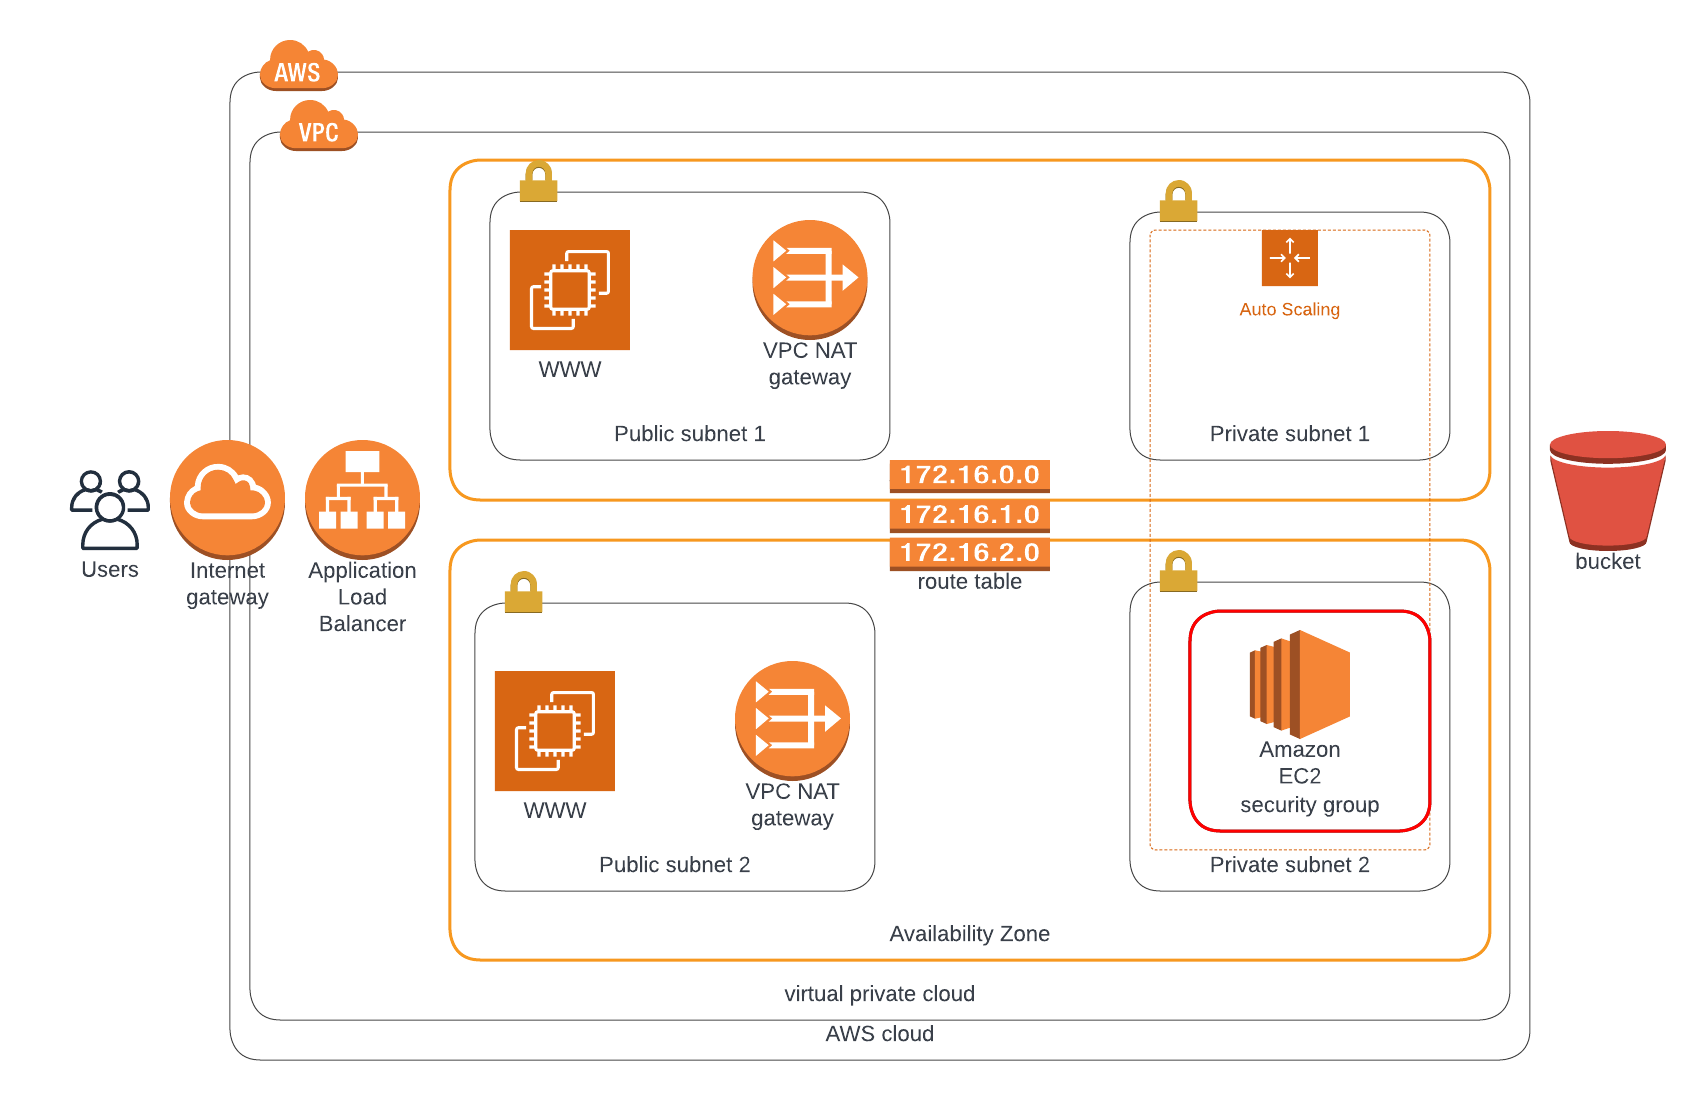 AWS
VPC
WWW
VPC NAT
gateway
Public subnet 1
Auto Scaling
Private subnet 1
172.16.0.0
172.16.1.0
172.16.2.0
route table
Users
Internet
gateway
Application
Load
Balancer
bucket
WWW
VPC NAT
gateway
Public subnet 2
Amazon
EC2
security group
Private subnet 2
Availability Zone
virtual private cloud
AWS cloud